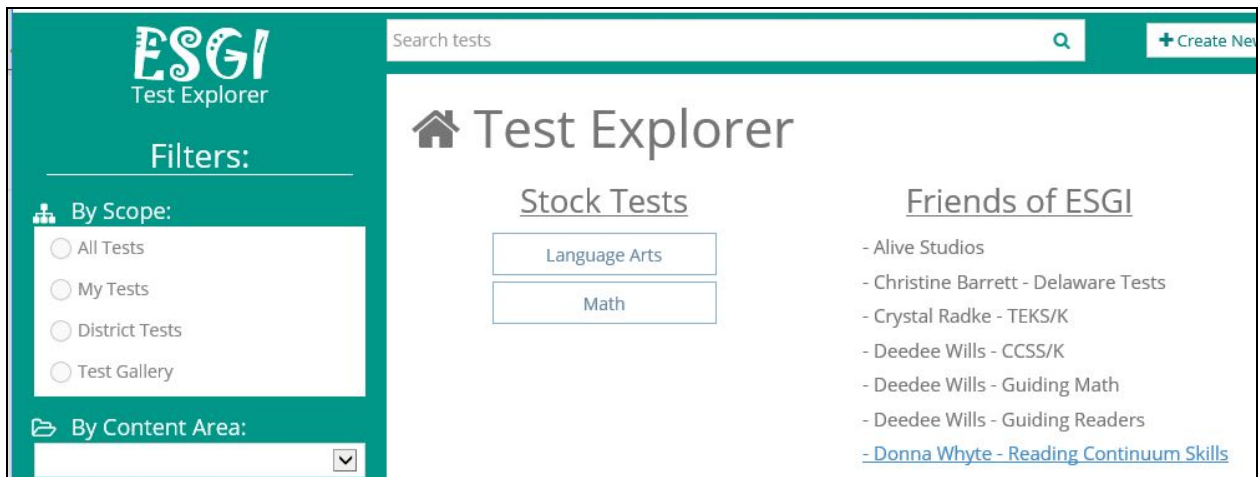 ESGI
Test Explorer
Filters:
By Scope:
All Tests
My Tests
District Tests
Test Gallery
By Content Area:
Search tests
+ Create New
Test Explorer
Stock Tests
Language Arts
Math
Friends of ESGI
- Alive Studios
- Christine Barrett - Delaware Tests
- Crystal Radke - TEKS/K
- Deedee Wills - CCSS/K
- Deedee Wills - Guiding Math
- Deedee Wills - Guiding Readers
- Donna Whyte - Reading Continuum Skills